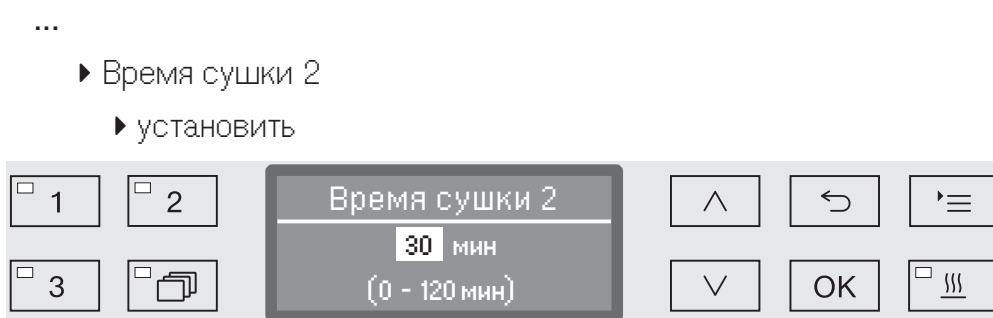 ...
▶ Время сушки 2
▶ установить
1 2 Время сушки 2
30 мин
3 (0 - 120 мин) OK